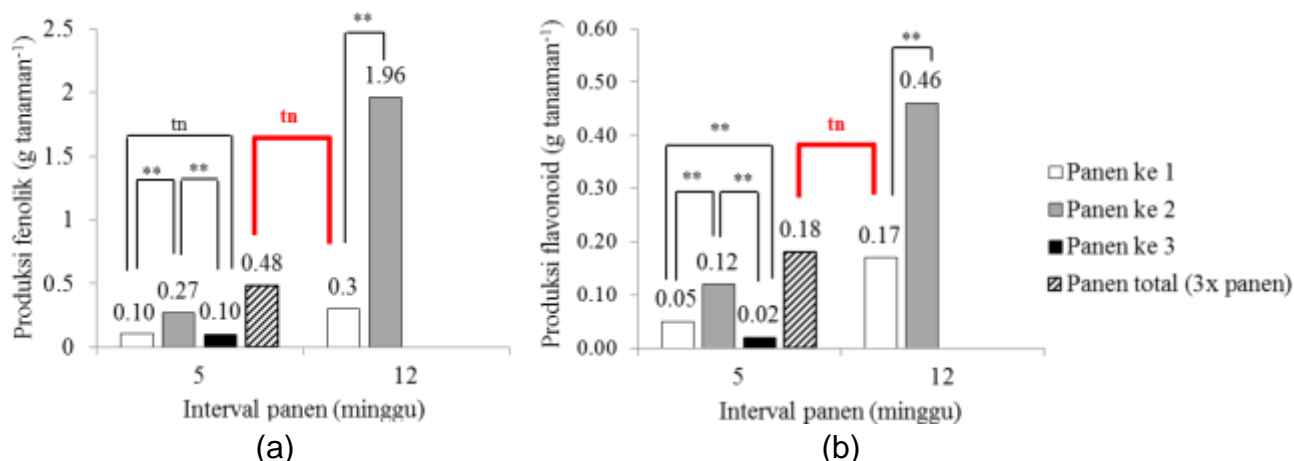 Produksi fenolik (g tanaman⁻¹)
2.5
2
1.5
1
0.5
0
**
1.96
tn
tn
**
**
0.10
0.27
0.10
0.48
0.3
5
12
Interval panen (minggu)
(a)
Produksi flavonoid (g tanaman⁻¹)
0.60
0.50
0.40
0.30
0.20
0.10
0.00
**
0.46
**
tn
**
**
0.05
0.12
0.02
0.18
0.17
5
12
Interval panen (minggu)
(b)
Panen ke 1
Panen ke 2
Panen ke 3
Panen total (3x panen)